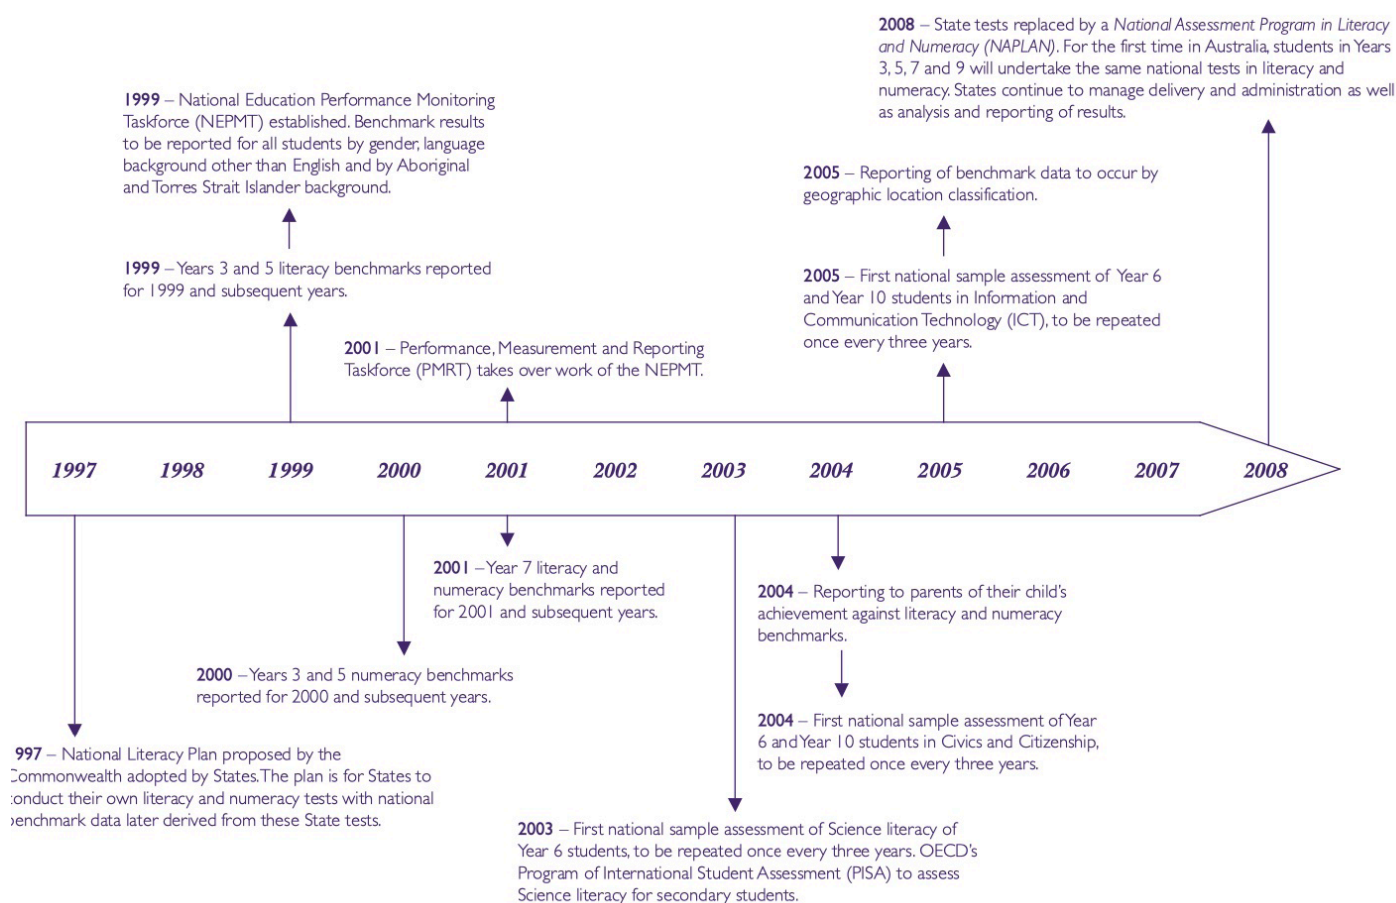 2008 – State tests replaced by a National Assessment Program in Literacy
and Numeracy (NAPLAN). For the first time in Australia, students in Years
3, 5, 7 and 9 will undertake the same national tests in literacy and
numeracy. States continue to manage delivery and administration as well
as analysis and reporting of results.
1999 – National Education Performance Monitoring
Taskforce (NEPMT) established. Benchmark results
to be reported for all students by gender, language
background other than English and by Aboriginal
and Torres Strait Islander background.
2005 – Reporting of benchmark data to occur by
geographic location classification.
1999 – Years 3 and 5 literacy benchmarks reported
for 1999 and subsequent years.
2005 – First national sample assessment of Year 6
and Year 10 students in Information and
Communication Technology (ICT), to be repeated
once every three years.
2001 – Performance, Measurement and Reporting
Taskforce (PMRT) takes over work of the NEPMT.
1997 1998 1999 2000 2001 2002 2003 2004 2005 2006 2007 2008
2001 – Year 7 literacy and
numeracy benchmarks reported
for 2001 and subsequent years.
2004 – Reporting to parents of their child's
achievement against literacy and numeracy
benchmarks.
2000 – Years 3 and 5 numeracy benchmarks
reported for 2000 and subsequent years.
2004 – First national sample assessment of Year
6 and Year 10 students in Civics and Citizenship,
to be repeated once every three years.
1997 – National Literacy Plan proposed by the
Commonwealth adopted by States. The plan is for States to
conduct their own literacy and numeracy tests with national
benchmark data later derived from these State tests.
2003 – First national sample assessment of Science literacy of
Year 6 students, to be repeated once every three years. OECD's
Program of International Student Assessment (PISA) to assess
Science literacy for secondary students.